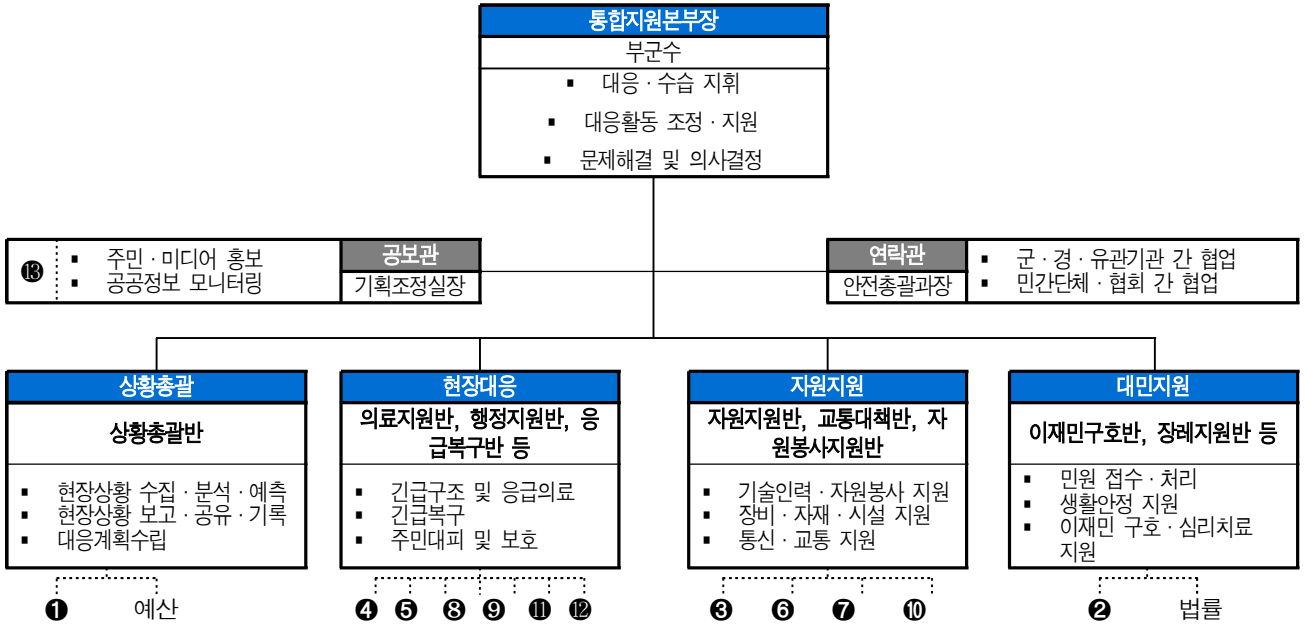 통합지원본부장
부군수
▪ 대응·수습 지휘
▪ 대응활동 조정·지원
▪ 문제해결 및 의사결정
⓭
▪ 주민·미디어 홍보
▪ 공공정보 모니터링
공보관
기획조정실장
연락관
안전총괄과장
▪ 군·경·유관기관 간 협업
▪ 민간단체·협회 간 협업
상황총괄
상황총괄반
▪ 현장상황 수집·분석·예측
▪ 현장상황 보고·공유·기록
▪ 대응계획수립
❶ 예산
현장대응
의료지원반, 행정지원반, 응
급복구반 등
▪ 긴급구조 및 응급의료
▪ 긴급복구
▪ 주민대피 및 보호
❹ ❺ ❽ ❾ ⓫ ⓬
자원지원
자원지원반, 교통대책반, 자
원봉사지원반
▪ 기술인력·자원봉사 지원
▪ 장비·자재·시설 지원
▪ 통신·교통 지원
❸ ❻ ❼ ❿
대민지원
이재민구호반, 장례지원반 등
▪ 민원 접수·처리
▪ 생활안정 지원
▪ 이재민 구호·심리치료
지원
❷ 법률